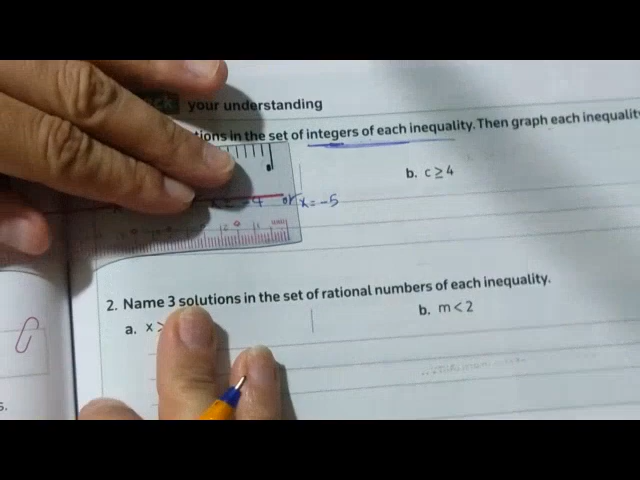 your understanding
tions in the set of integers of each inequality. Then graph each inequalit
b. c ≥ 4
4 or x = -5
2. Name 3 solutions in the set of rational numbers of each inequality.
a. x >
b. m < 2
s.